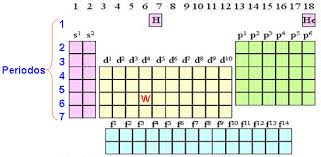 1 2 3 4 5 6 7 8 9 10 11 12 13 14 15 16 17 18
1 H He
s1 s2 p1 p2 p3 p4 p5 p6
2
3 d1 d2 d3 d4 d5 d6 d7 d8 d9 d10
Periodos 4
5
6 W
7
f1 f2 f3 f4 f5 f6 f7 f8 f9 f10 f11 f12 f13 f14